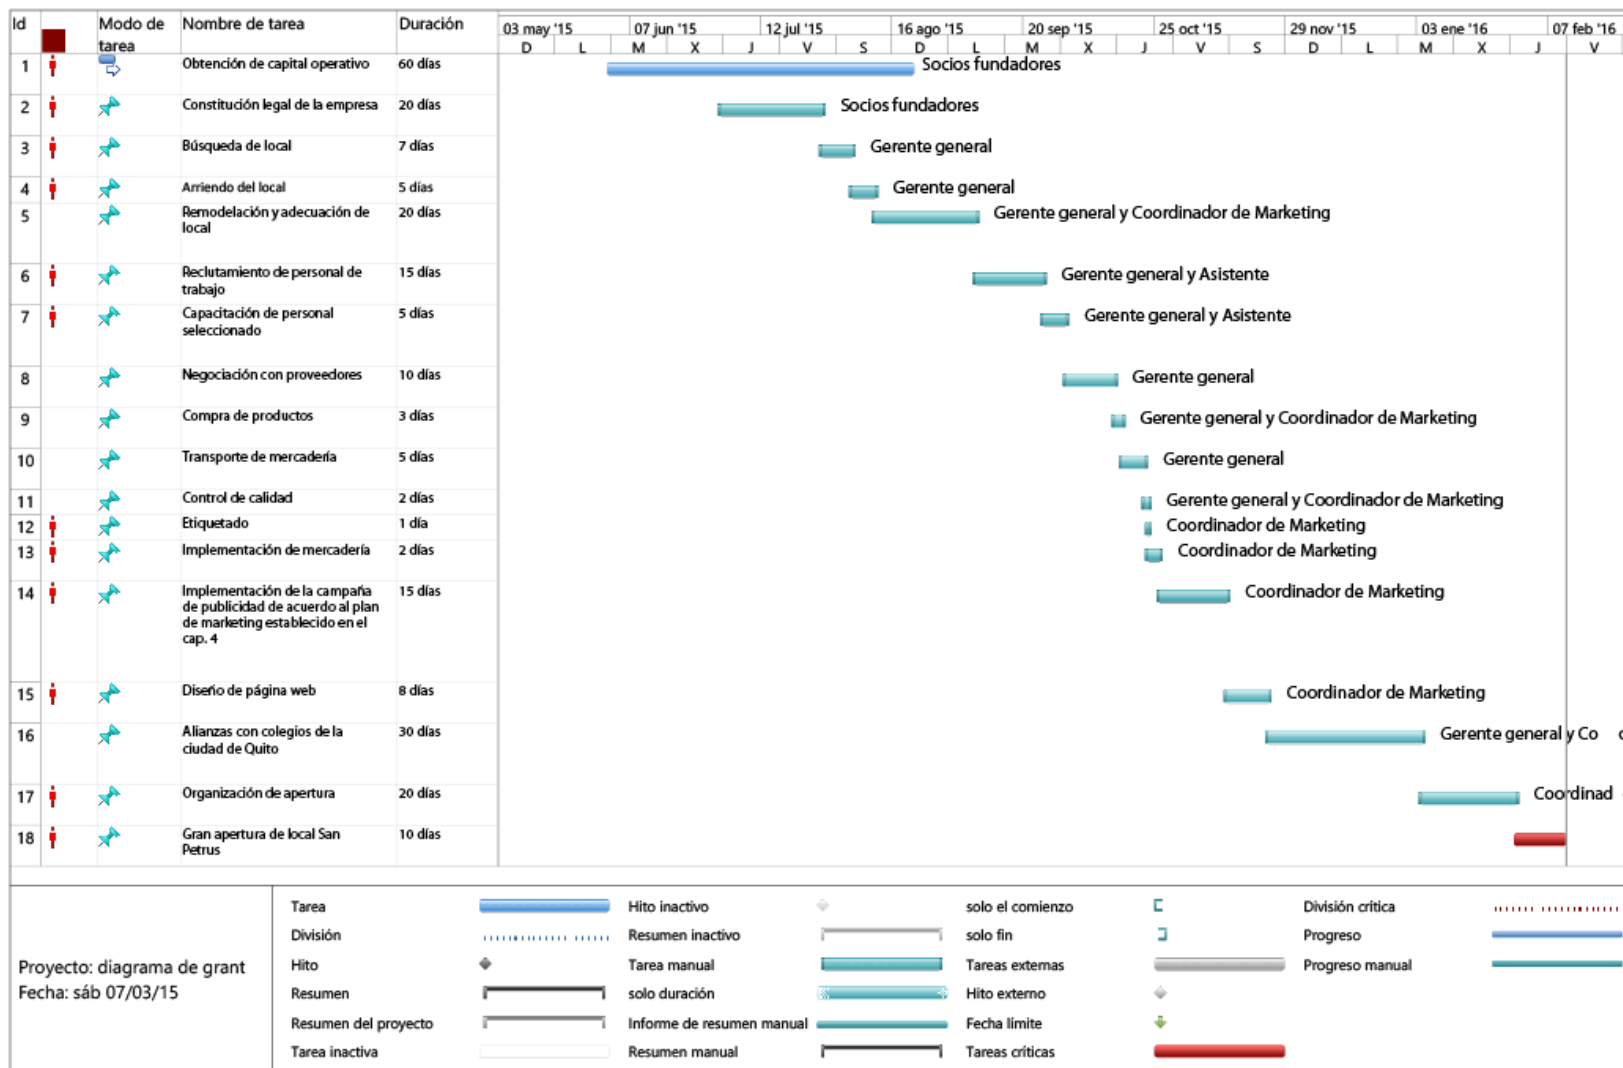 Id Modo de tarea Nombre de tarea Duración
03 may '15 07 jun '15 12 jul '15 16 ago '15 20 sep '15 25 oct '15 29 nov '15 03 ene '16 07 feb '16
D L M X J V S D L M X J V S D L M X J V
1 Obtención de capital operativo 60 días Socios fundadores
2 Constitución legal de la empresa 20 días Socios fundadores
3 Búsqueda de local 7 días Gerente general
4 Arriendo del local 5 días Gerente general
5 Remodelación y adecuación de 20 días Gerente general y Coordinador de Marketing
local
6 Reclutamiento de personal de 15 días Gerente general y Asistente
trabajo
7 Capacitación de personal 5 días Gerente general y Asistente
seleccionado
8 Negociación con proveedores 10 días Gerente general
9 Compra de productos 3 días Gerente general y Coordinador de Marketing
10 Transporte de mercadería 5 días Gerente general
11 Control de calidad 2 días Gerente general y Coordinador de Marketing
12 Etiquetado 1 día Coordinador de Marketing
13 Implementación de mercadería 2 días Coordinador de Marketing
14 Implementación de la campaña 15 días Coordinador de Marketing
de publicidad de acuerdo al plan
de marketing establecido en el
cap. 4
15 Diseño de página web 8 días Coordinador de Marketing
16 Alianzas con colegios de la 30 días Gerente general y Co
ciudad de Quito
17 Organización de apertura 20 días Coordinad
18 Gran apertura de local San 10 días
Petrus
Proyecto: diagrama de grant
Fecha: sáb 07/03/15
Tarea Hito inactivo solo el comienzo División crítica
División Resumen inactivo solo fin Progreso
Hito Tarea manual Tareas externas Progreso manual
Resumen solo duración Hito externo
Resumen del proyecto Informe de resumen manual Fecha límite
Tarea inactiva Resumen manual Tareas críticas